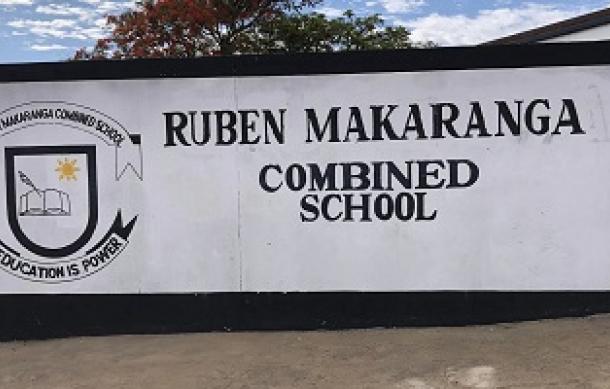 MAKARANGA COMBINED SCHOOL
EDUCATION IS POWER
RUBEN MAKARANGA
COMBINED
SCHOOL